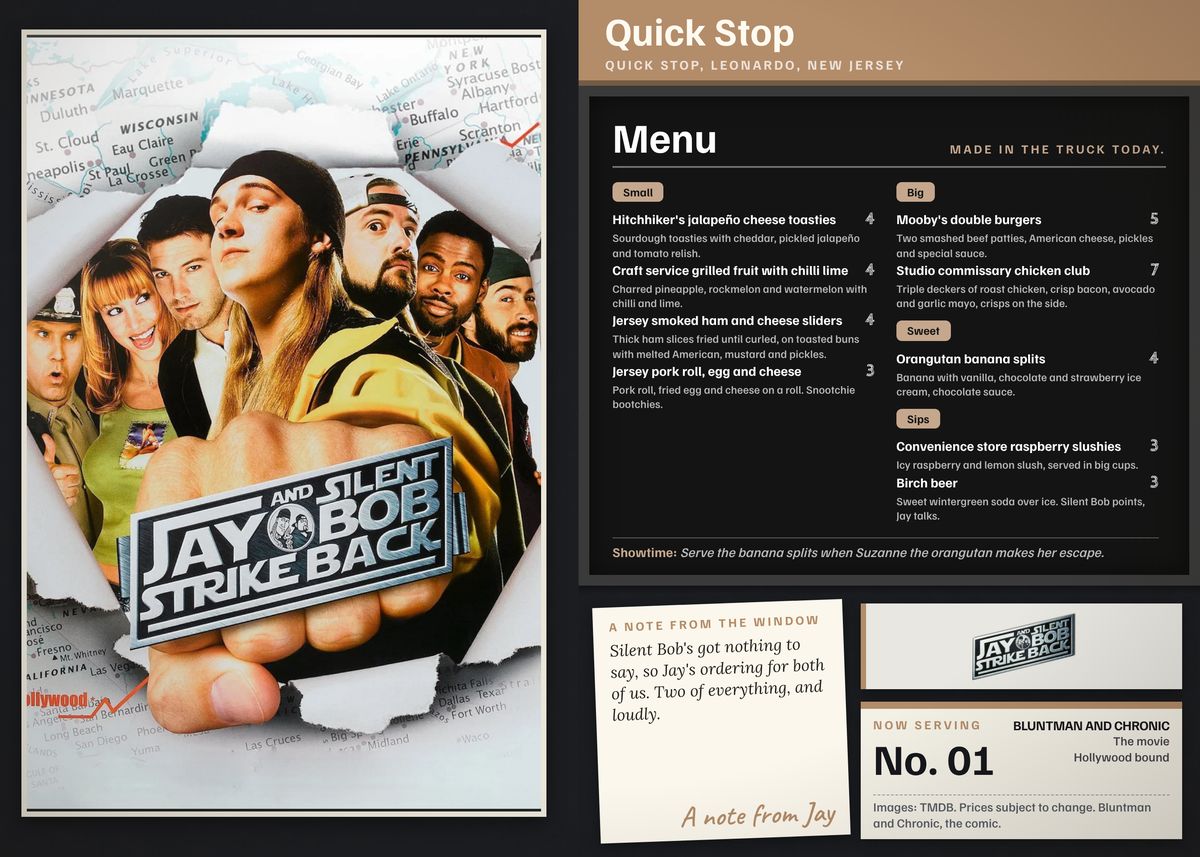 Superior
Georgian Bay
Lake Ontario
NEW
YORK
Syracuse
Albany
Hartford
MINNESOTA
Marquette
Duluth
WISCONSIN
Buffalo
St. Cloud
Eau Claire
Erie
Scranton
St Paul
Green
La Crosse
PENNSYLV
JAY AND SILENT BOB
STRIKE BACK
Fresno
Mt. Whitney
Las Vegas
ollywood
Long Beach
San Diego
Phoenix
Yuma
Las Cruces
Midland
Dallas
Texas
Fort Worth
Waco
Quick Stop
QUICK STOP, LEONARDO, NEW JERSEY
Menu
MADE IN THE TRUCK TODAY.
Small
Hitchhiker's jalapeño cheese toasties 4
Sourdough toasties with cheddar, pickled jalapeño
and tomato relish.
Craft service grilled fruit with chilli lime 4
Charred pineapple, rockmelon and watermelon with
chilli and lime.
Jersey smoked ham and cheese sliders 4
Thick ham slices fried until curled, on toasted buns
with melted American, mustard and pickles.
Jersey pork roll, egg and cheese 3
Pork roll, fried egg and cheese on a roll. Snootchie
bootchies.
Big
Mooby's double burgers 5
Two smashed beef patties, American cheese, pickles
and special sauce.
Studio commissary chicken club 7
Triple deckers of roast chicken, crisp bacon, avocado
and garlic mayo, crisps on the side.
Sweet
Orangutan banana splits 4
Banana with vanilla, chocolate and strawberry ice
cream, chocolate sauce.
Sips
Convenience store raspberry slushies 3
Icy raspberry and lemon slush, served in big cups.
Birch beer 3
Sweet wintergreen soda over ice. Silent Bob points,
Jay talks.
Showtime: Serve the banana splits when Suzanne the orangutan makes her escape.
A NOTE FROM THE WINDOW
Silent Bob's got nothing to
say, so Jay's ordering for both
of us. Two of everything, and
loudly.
A note from Jay
JAY AND SILENT BOB
STRIKE BACK
NOW SERVING
No. 01
BLUNTMAN AND CHRONIC
The movie
Hollywood bound
Images: TMDB. Prices subject to change. Bluntman
and Chronic, the comic.